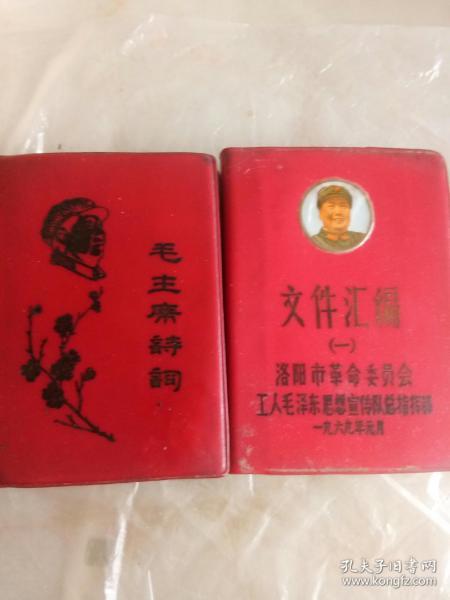 毛主席詩詞
文件汇编
(一)
洛阳市革命委员会
工人毛泽东思想宣传队总指挥部
一九六九年元月
孔夫子旧书网
www.kongfz.com